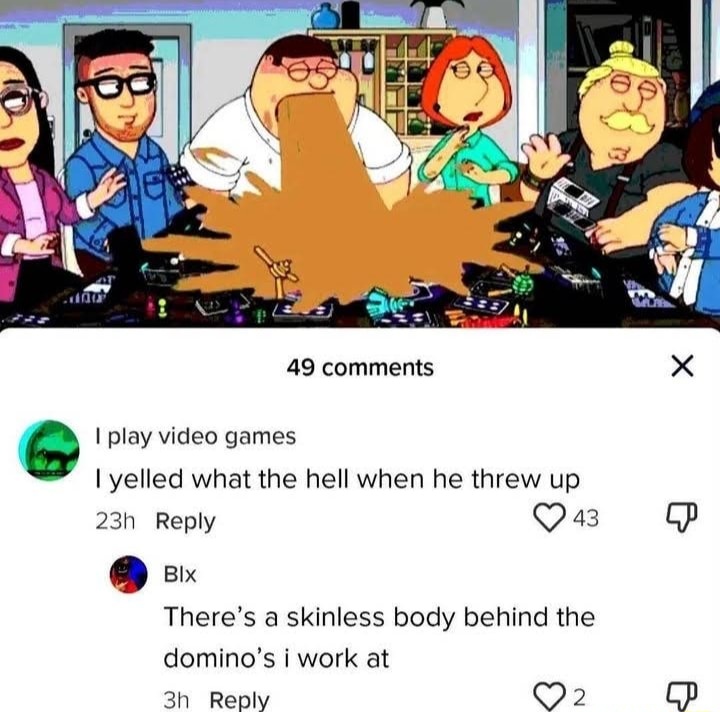 49 comments
I play video games
I yelled what the hell when he threw up
23h Reply
43
Blx
There's a skinless body behind the
domino's i work at
3h Reply
2